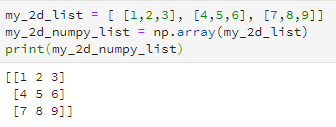 my_2d_list = [ [1,2,3], [4,5,6], [7,8,9]]
my_2d_numpy_list = np.array(my_2d_list)
print(my_2d_numpy_list)
[[1 2 3]
 [4 5 6]
 [7 8 9]]